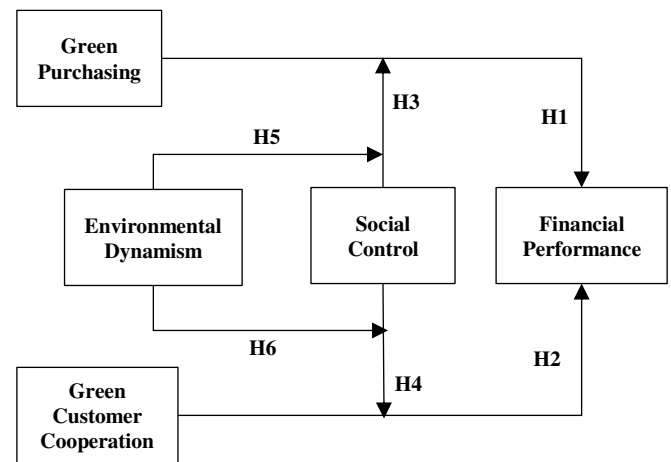 Green
Purchasing
H3
H1
H5
Environmental
Dynamism
Social
Control
Financial
Performance
H6
H2
H4
Green
Customer
Cooperation